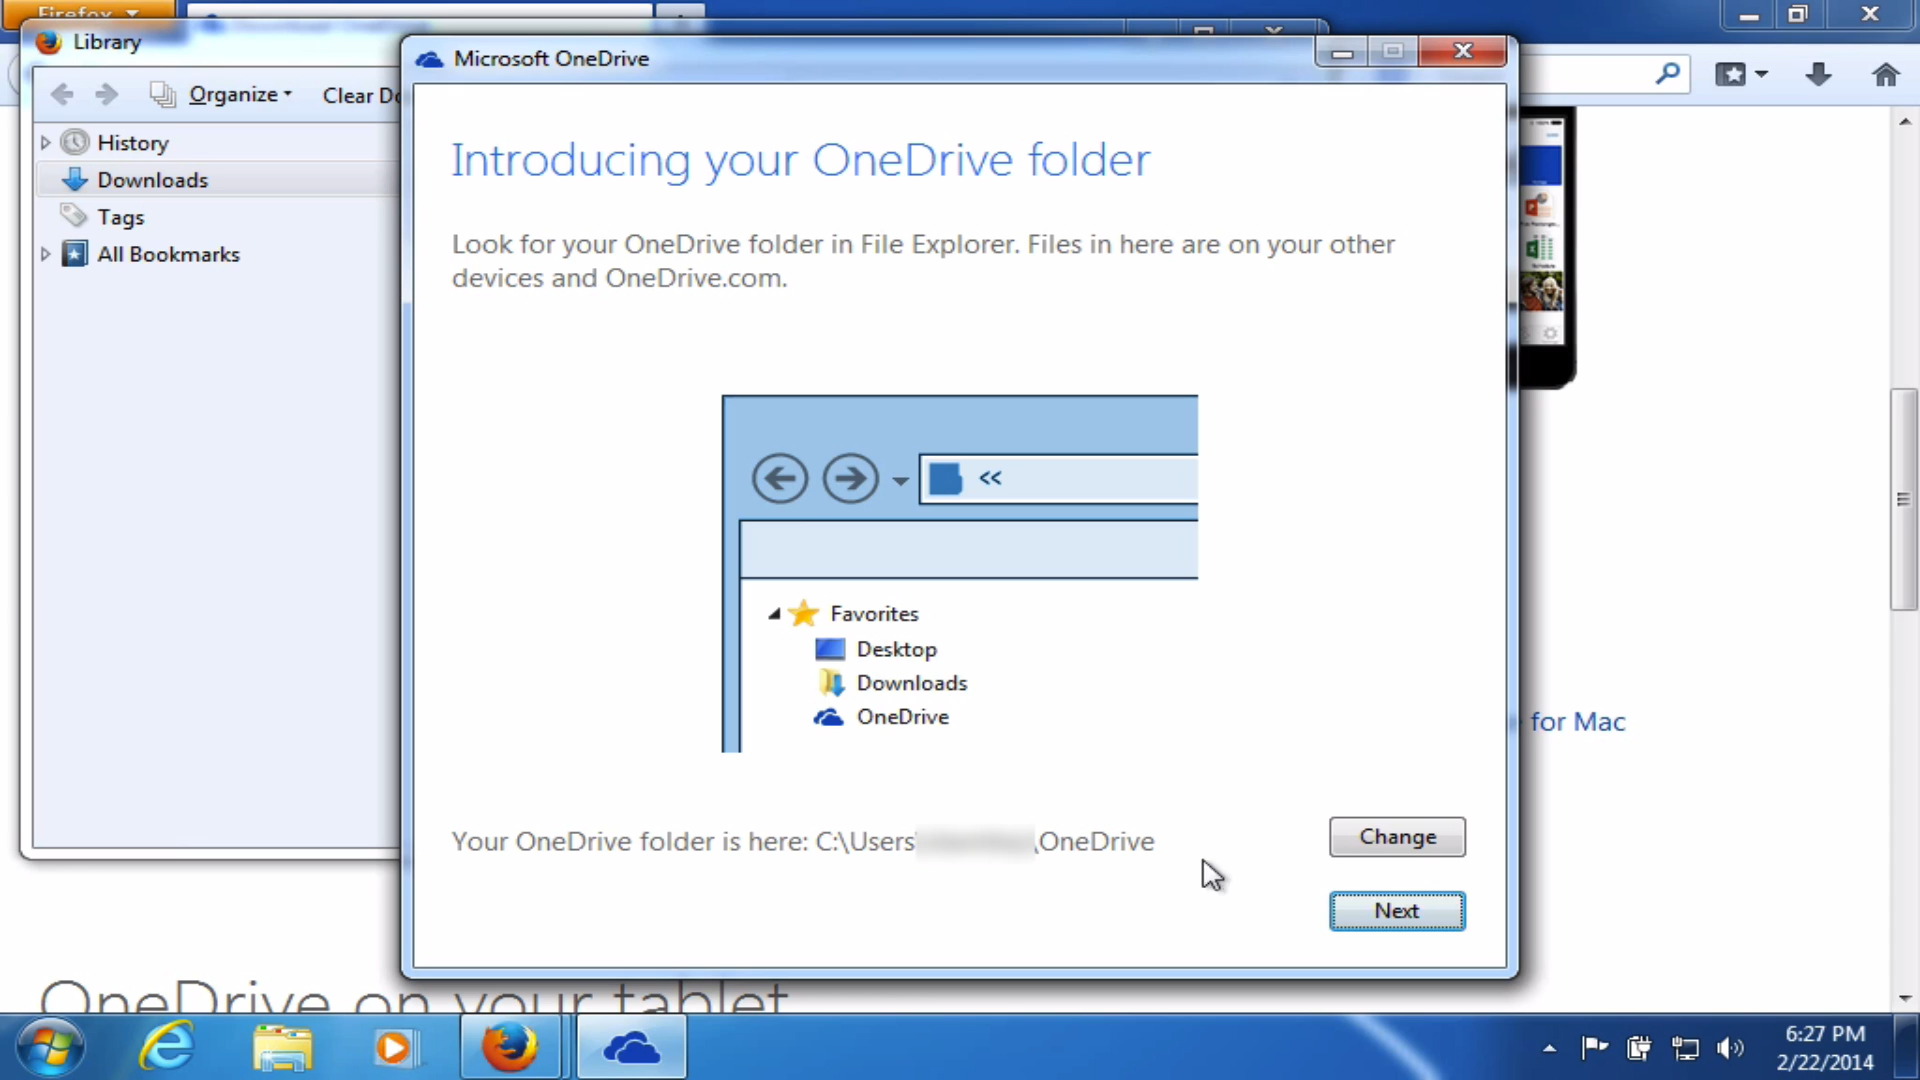 Firefox
Library
Organize
Clear Do
History
Downloads
Tags
All Bookmarks
Microsoft OneDrive
Introducing your OneDrive folder
Look for your OneDrive folder in File Explorer. Files in here are on your other
devices and OneDrive.com.
<<
Favorites
Desktop
Downloads
OneDrive
Your OneDrive folder is here: C:\Users\OneDrive
Change
Next
for Mac
OneDrive on your tablet
6:27 PM
2/22/2014